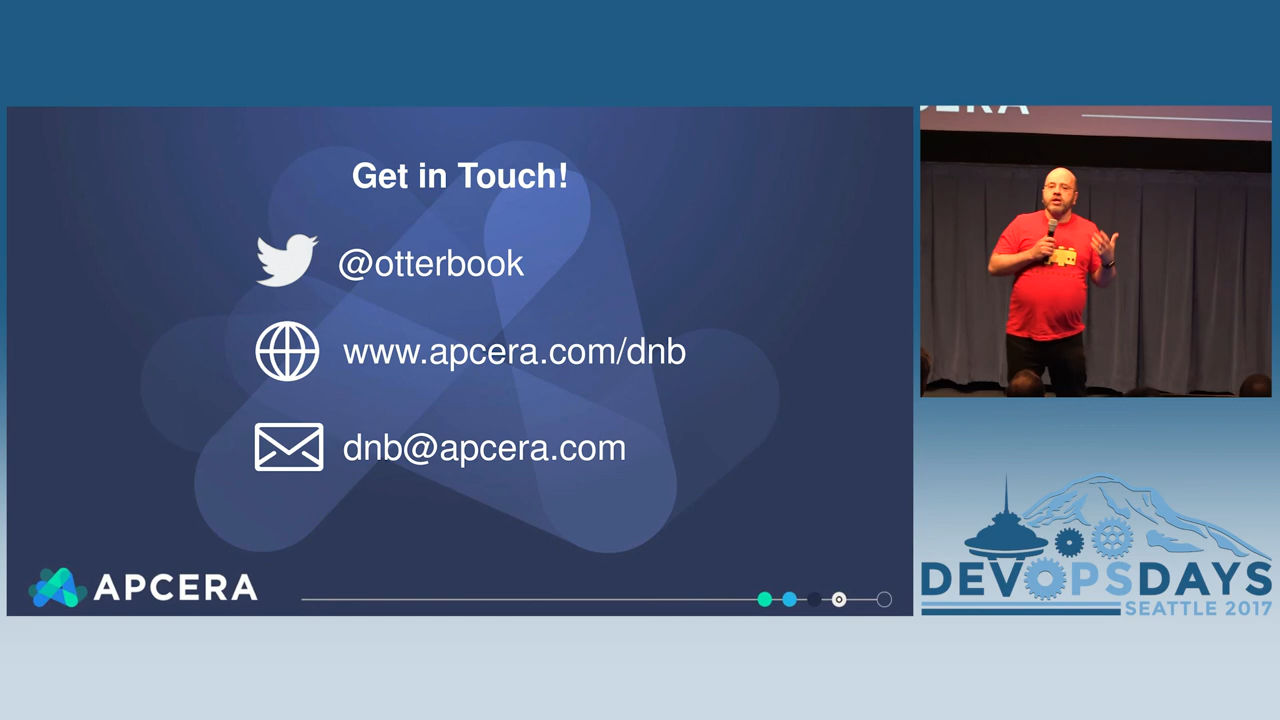 Get in Touch!
@otterbook
www.apcera.com/dnb
dnb@apcera.com
APCERA
DEVOPSDAYS
SEATTLE 2017